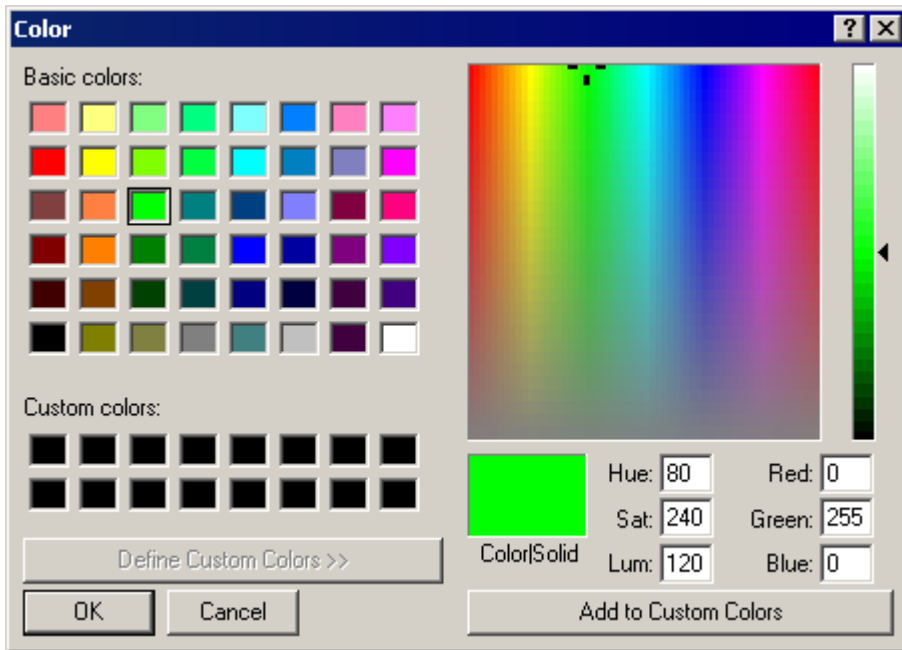 Color
Basic colors:
Custom colors:
Define Custom Colors >>
OK Cancel
Color|Solid
Hue: 80
Sat: 240
Lum: 120
Red: 0
Green: 255
Blue: 0
Add to Custom Colors